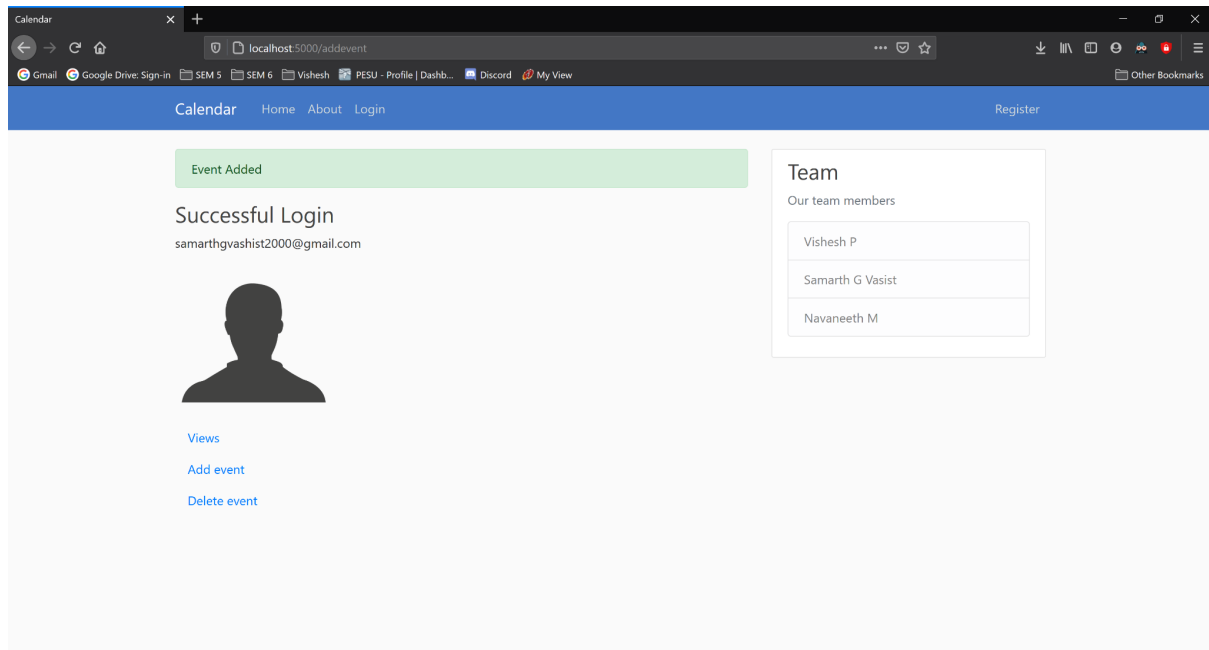 Calendar
localhost:5000/addevent
Gmail Google Drive: Sign-in SEM 5 SEM 6 Vishesh PESU - Profile | Dashb... Discord My View Other Bookmarks
Calendar Home About Login Register
Event Added
Successful Login
samarthgvashist2000@gmail.com
Views
Add event
Delete event
Team
Our team members
Vishesh P
Samarth G Vasist
Navaneeth M